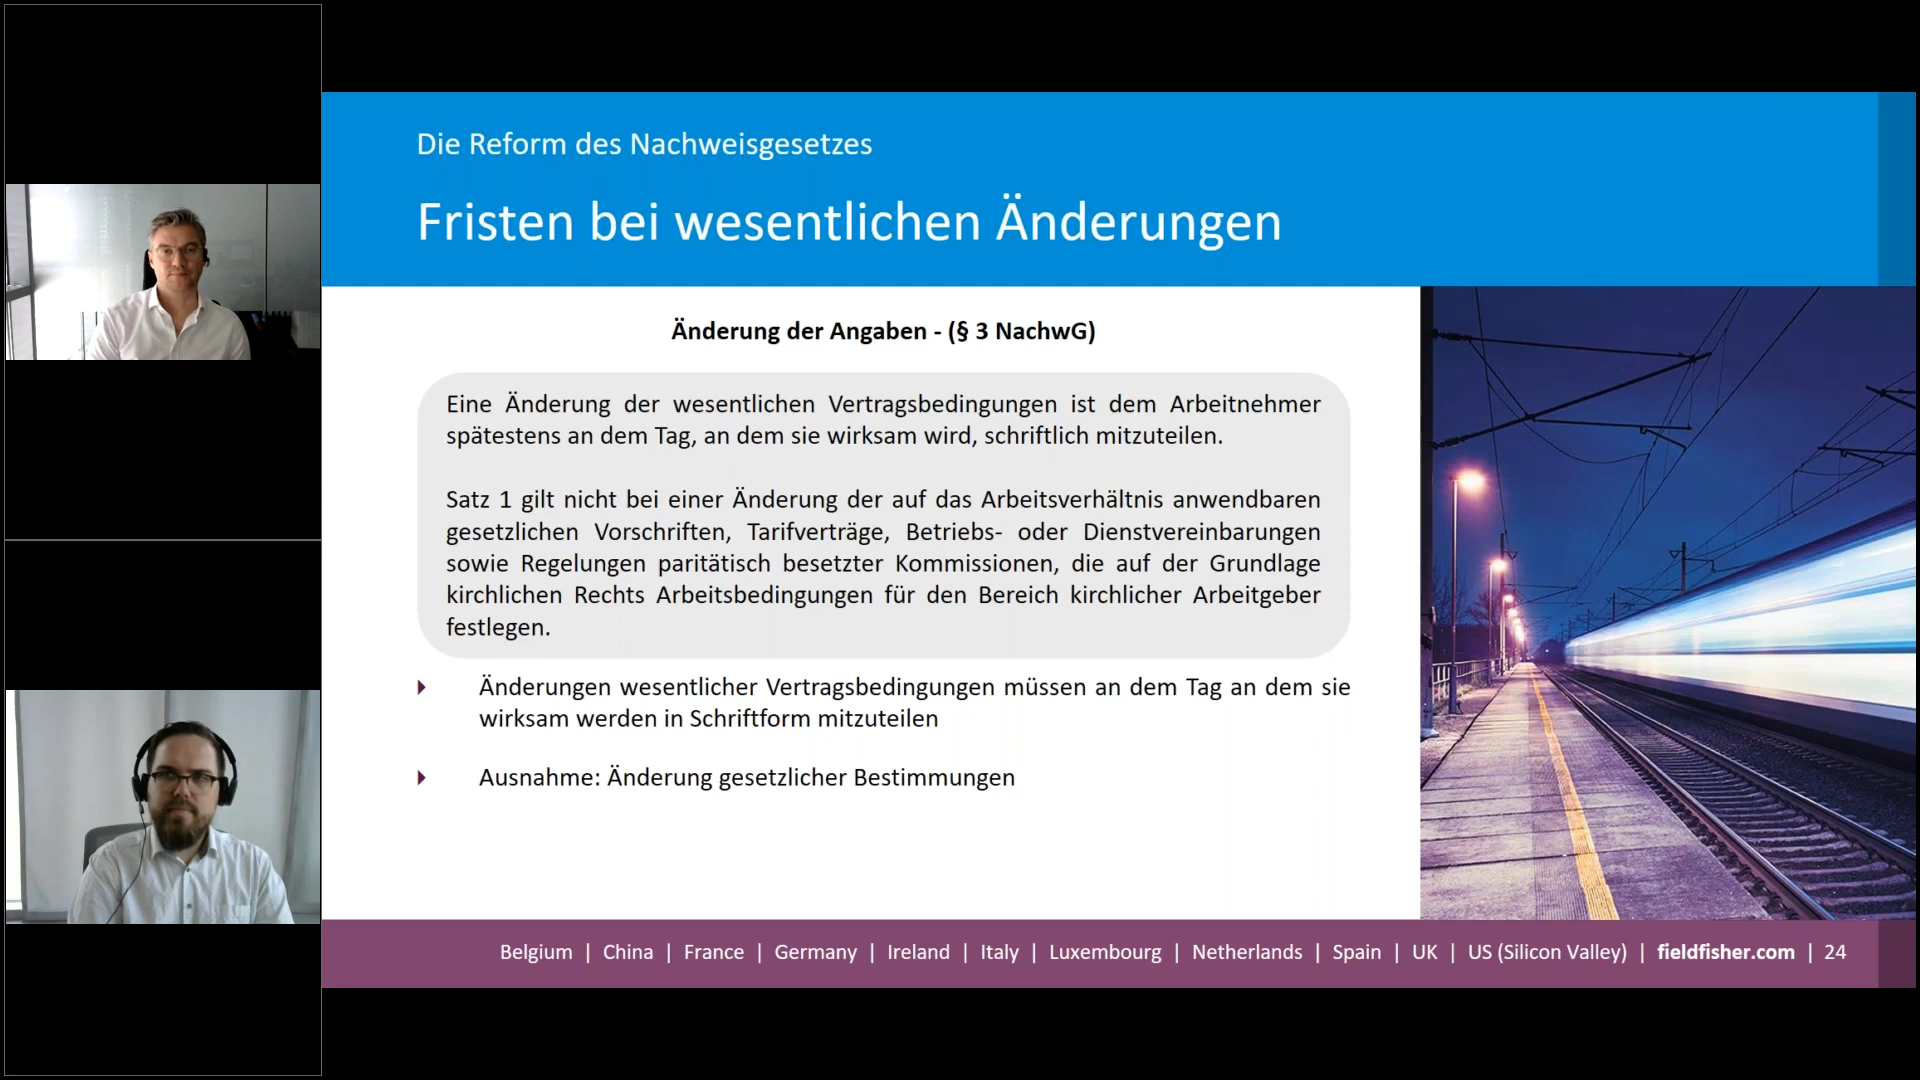 Die Reform des Nachweisgesetzes
Fristen bei wesentlichen Änderungen
Änderung der Angaben - (§ 3 NachwG)
Eine Änderung der wesentlichen Vertragsbedingungen ist dem Arbeitnehmer
spätestens an dem Tag, an dem sie wirksam wird, schriftlich mitzuteilen.
Satz 1 gilt nicht bei einer Änderung der auf das Arbeitsverhältnis anwendbaren
gesetzlichen Vorschriften, Tarifverträge, Betriebs- oder Dienstvereinbarungen
sowie Regelungen paritätisch besetzter Kommissionen, die auf der Grundlage
kirchlichen Rechts Arbeitsbedingungen für den Bereich kirchlicher Arbeitgeber
festlegen.
Änderungen wesentlicher Vertragsbedingungen müssen an dem Tag an dem sie
wirksam werden in Schriftform mitzuteilen
Ausnahme: Änderung gesetzlicher Bestimmungen
Belgium | China | France | Germany | Ireland | Italy | Luxembourg | Netherlands | Spain | UK | US (Silicon Valley) | fieldfisher.com | 24